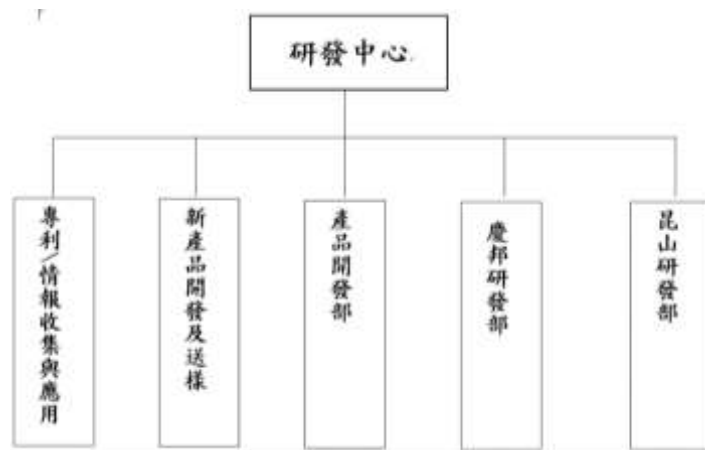 研發中心
專利/情報收集與應用
新產品開發及送樣
產品開發部
慶邦研發部
昆山研發部